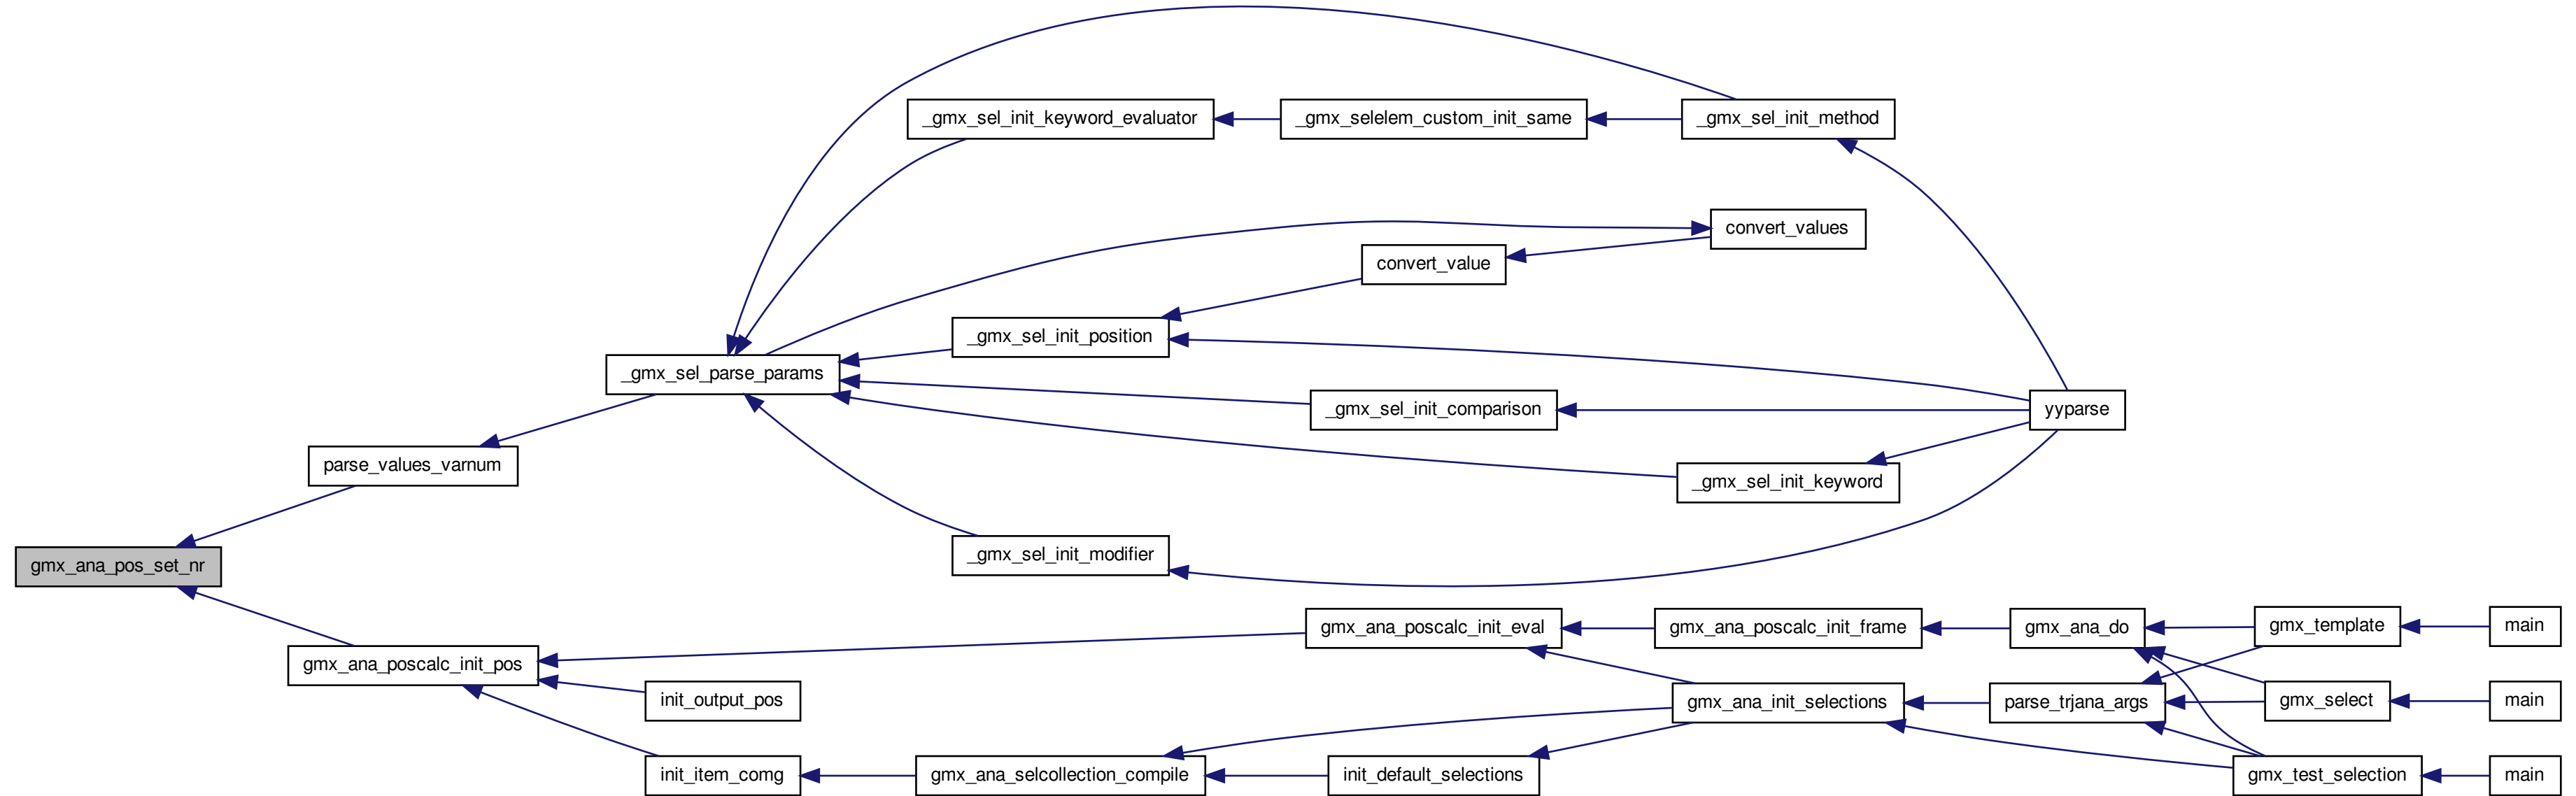 _gmx_sel_init_keyword_evaluator
_gmx_selelem_custom_init_same
_gmx_sel_init_method
convert_values
convert_value
_gmx_sel_init_position
_gmx_sel_parse_params
_gmx_sel_init_comparison
yyparse
parse_values_varnum
_gmx_sel_init_keyword
_gmx_sel_init_modifier
gmx_ana_pos_set_nr
gmx_ana_poscalc_init_eval
gmx_ana_poscalc_init_frame
gmx_ana_do
gmx_template
main
gmx_ana_poscalc_init_pos
init_output_pos
gmx_ana_init_selections
parse_trjana_args
gmx_select
main
init_item_comg
gmx_ana_selcollection_compile
init_default_selections
gmx_test_selection
main